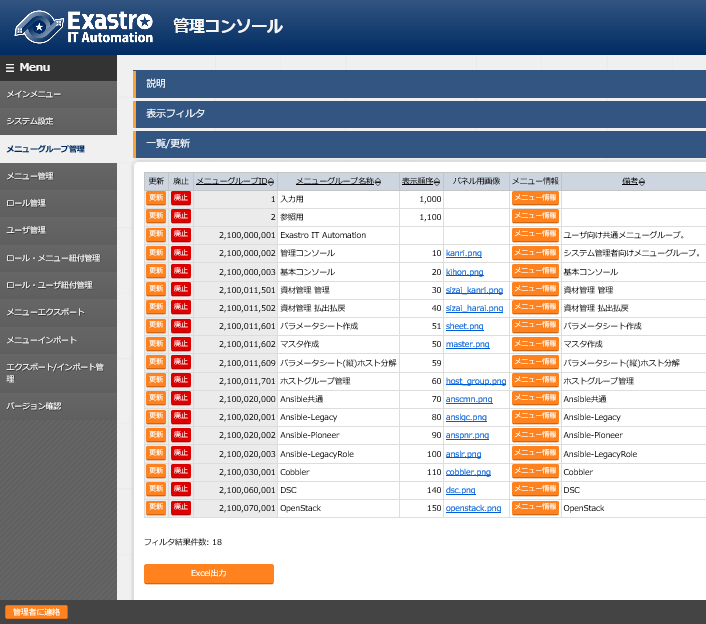 Exastro
IT Automation
管理コンソール
Menu
メインメニュー
システム設定
メニューグループ管理
メニュー管理
ロール管理
ユーザ管理
ロール・メニュー紐付管理
ロール・ユーザ紐付管理
メニューエクスポート
メニューインポート
エクスポート/インポート管
理
バージョン確認
説明
表示フィルタ
一覧/更新
更新 廃止 メニューグループID メニューグループ名称 表示順序 パネル用画像 メニュー情報 備考
更新 廃止 1 入力用 1,000 メニュー情報
更新 廃止 2 参照用 1,100 メニュー情報
更新 廃止 2,100,000,001 Exastro IT Automation メニュー情報 ユーザ向け共通メニューグループ。
更新 廃止 2,100,000,002 管理コンソール 10 kanri.png メニュー情報 システム管理者向けメニューグループ。
更新 廃止 2,100,000,003 基本コンソール 20 kihon.png メニュー情報 基本コンソール
更新 廃止 2,100,011,501 資材管理 管理 30 sizai_kanri.png メニュー情報 資材管理 管理
更新 廃止 2,100,011,502 資材管理 払出払戻 40 sizai_harai.png メニュー情報 資材管理 払出払戻
更新 廃止 2,100,011,601 パラメータシート作成 51 sheet.png メニュー情報 パラメータシート作成
更新 廃止 2,100,011,602 マスタ作成 50 master.png メニュー情報 マスタ作成
更新 廃止 2,100,011,609 パラメータシート(縦)ホスト分解 59 メニュー情報 パラメータシート(縦)ホスト分解
更新 廃止 2,100,011,701 ホストグループ管理 60 host_group.png メニュー情報 ホストグループ管理
更新 廃止 2,100,020,000 Ansible共通 70 anscmn.png メニュー情報 Ansible共通
更新 廃止 2,100,020,001 Ansible-Legacy 80 anslgc.png メニュー情報 Ansible-Legacy
更新 廃止 2,100,020,002 Ansible-Pioneer 90 anspnr.png メニュー情報 Ansible-Pioneer
更新 廃止 2,100,020,003 Ansible-LegacyRole 100 anslr.png メニュー情報 Ansible-LegacyRole
更新 廃止 2,100,030,001 Cobbler 110 cobbler.png メニュー情報 Cobbler
更新 廃止 2,100,060,001 DSC 140 dsc.png メニュー情報 DSC
更新 廃止 2,100,070,001 OpenStack 150 openstack.png メニュー情報 OpenStack
フィルタ結果件数: 18
Excel出力
管理者に連絡